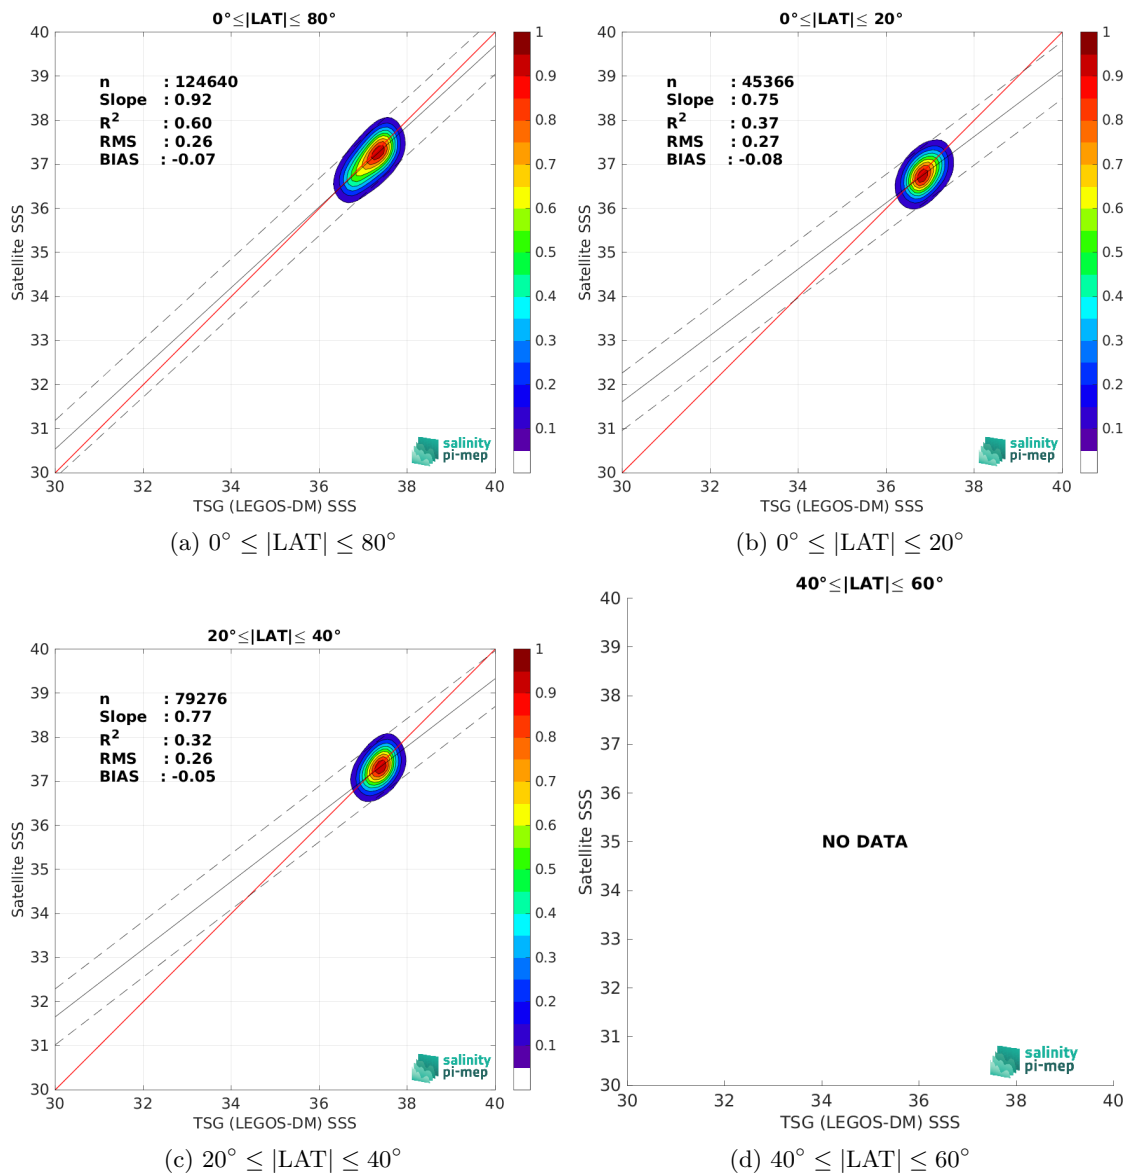 0°≤|LAT|≤ 80°
n : 124640
Slope : 0.92
R² : 0.60
RMS : 0.26
BIAS : -0.07
Satellite SSS
40
39
38
37
36
35
34
33
32
31
30
30 32 34 36 38 40
TSG (LEGOS-DM) SSS
1
0.9
0.8
0.7
0.6
0.5
0.4
0.3
0.2
0.1
salinity
pi-mep
(a) 0° ≤ |LAT| ≤ 80°
0°≤|LAT|≤ 20°
n : 45366
Slope : 0.75
R² : 0.37
RMS : 0.27
BIAS : -0.08
Satellite SSS
40
39
38
37
36
35
34
33
32
31
30
30 32 34 36 38 40
TSG (LEGOS-DM) SSS
1
0.9
0.8
0.7
0.6
0.5
0.4
0.3
0.2
0.1
salinity
pi-mep
(b) 0° ≤ |LAT| ≤ 20°
20°≤|LAT|≤ 40°
n : 79276
Slope : 0.77
R² : 0.32
RMS : 0.26
BIAS : -0.05
Satellite SSS
40
39
38
37
36
35
34
33
32
31
30
30 32 34 36 38 40
TSG (LEGOS-DM) SSS
1
0.9
0.8
0.7
0.6
0.5
0.4
0.3
0.2
0.1
salinity
pi-mep
(c) 20° ≤ |LAT| ≤ 40°
40°≤|LAT|≤ 60°
NO DATA
Satellite SSS
40
39
38
37
36
35
34
33
32
31
30
30 32 34 36 38 40
TSG (LEGOS-DM) SSS
salinity
pi-mep
(d) 40° ≤ |LAT| ≤ 60°